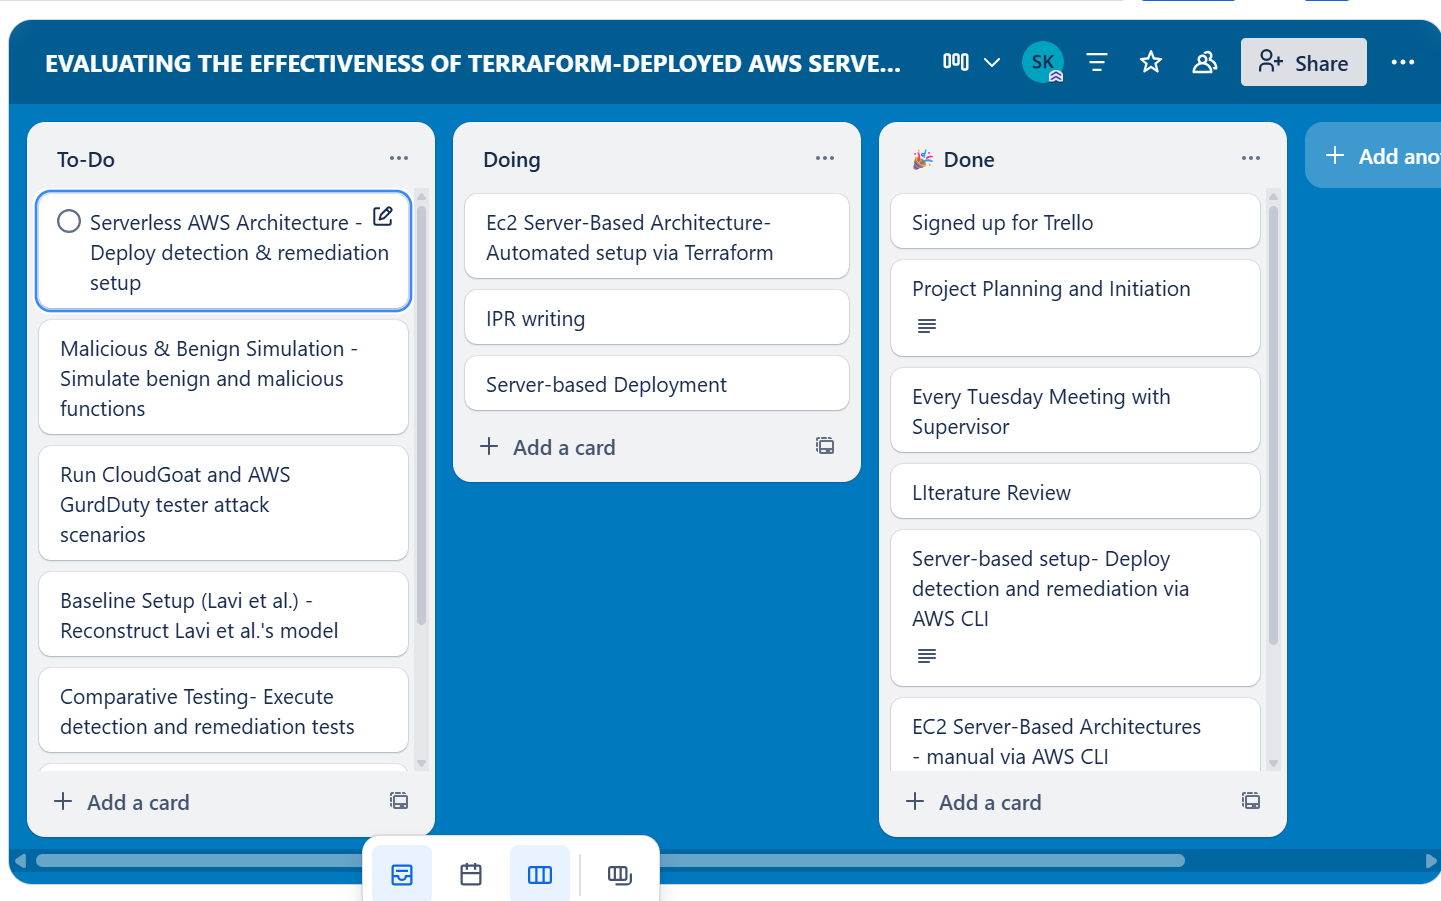 EVALUATING THE EFFECTIVENESS OF TERRAFORM-DEPLOYED AWS SERVE...
SK
Share
To-Do
Serverless AWS Architecture -
Deploy detection & remediation
setup
Malicious & Benign Simulation -
Simulate benign and malicious
functions
Run CloudGoat and AWS
GurdDuty tester attack
scenarios
Baseline Setup (Lavi et al.) -
Reconstruct Lavi et al.'s model
Comparative Testing- Execute
detection and remediation tests
Add a card
Doing
Ec2 Server-Based Architecture-
Automated setup via Terraform
IPR writing
Server-based Deployment
Add a card
🎉 Done
Signed up for Trello
Project Planning and Initiation
Every Tuesday Meeting with
Supervisor
LIterature Review
Server-based setup- Deploy
detection and remediation via
AWS CLI
EC2 Server-Based Architectures
- manual via AWS CLI
Add a card
Add ano